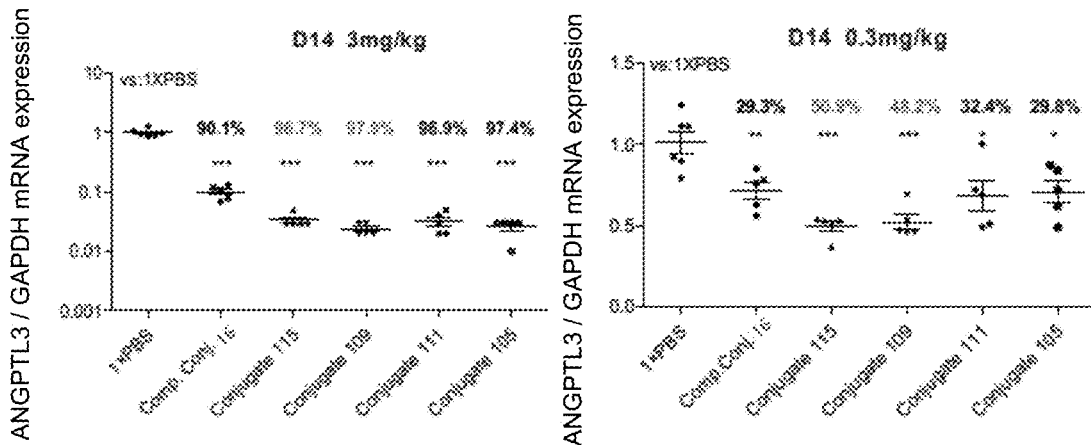 D14 3mg/kg
ANGPTL3 / GAPDH mRNA expression
vs:1XPBS
10
1
0.1
0.01
0.001
90.1% 96.7% 97.8% 96.9% 97.4%
1xPBS
Comp. Conj. 16
Conjugate 115
Conjugate 109
Conjugate 111
Conjugate 105
D14 0.3mg/kg
ANGPTL3 / GAPDH mRNA expression
vs:1XPBS
1.5
1.0
0.5
0.0
29.3% 50.9% 48.2% 32.4% 29.8%
1xPBS
Comp. Conj. 16
Conjugate 115
Conjugate 109
Conjugate 111
Conjugate 105